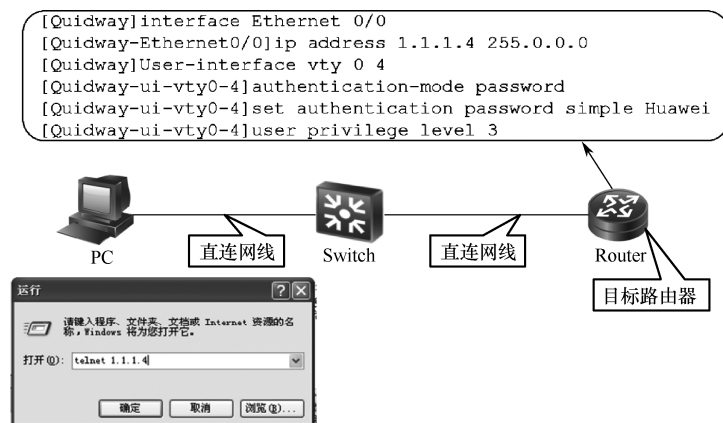 [Quidway]interface Ethernet 0/0
[Quidway-Ethernet0/0]ip address 1.1.1.4 255.0.0.0
[Quidway]User-interface vty 0 4
[Quidway-ui-vty0-4]authentication-mode password
[Quidway-ui-vty0-4]set authentication password simple Huawei
[Quidway-ui-vty0-4]user privilege level 3
PC
直连网线
Switch
直连网线
Router
目标路由器
运行
请键入程序、文件夹、文档或 Internet 资源的名
称，Windows 将为您打开它。
打开(O): telnet 1.1.1.4
确定 取消 浏览(B)...